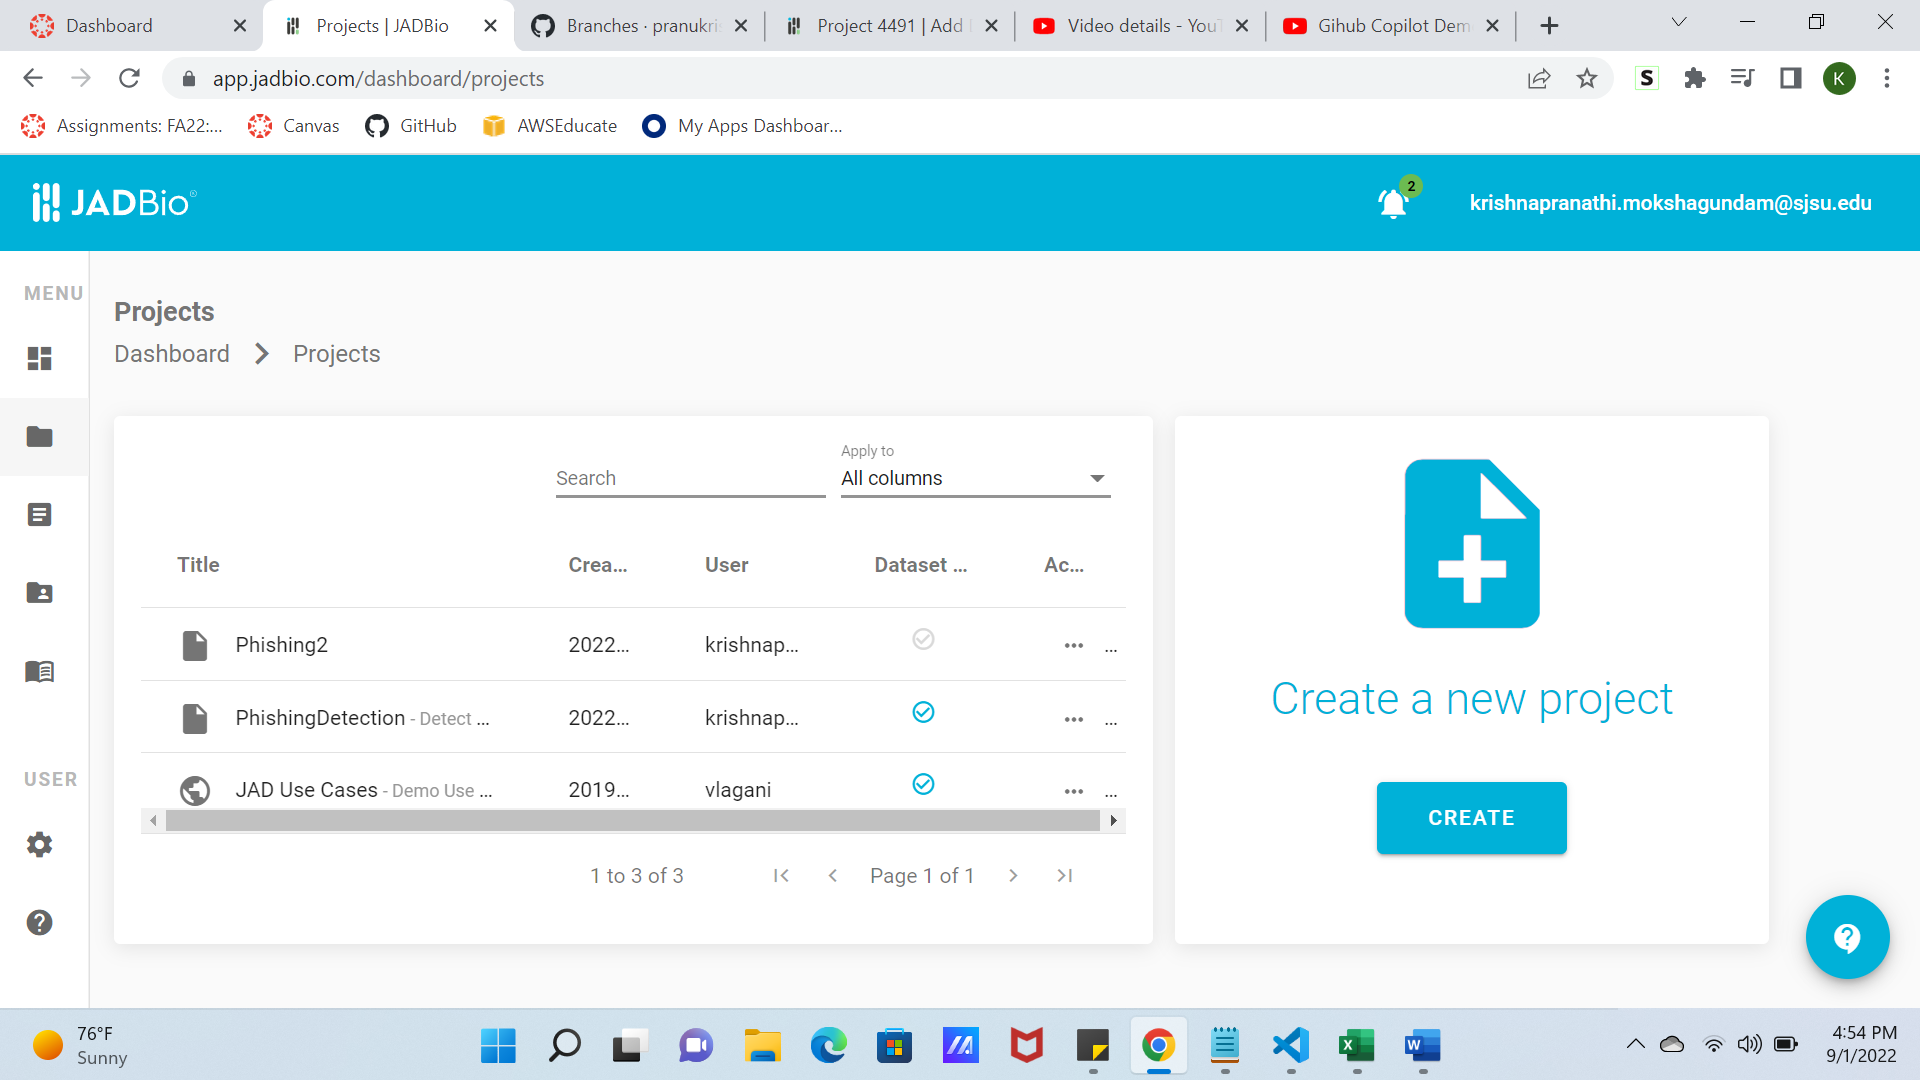 Dashboard
Projects | JADBio
Branches · pranukris
Project 4491 | Add
Video details - YouT
Gihub Copilot Dem
app.jadbio.com/dashboard/projects
S
K
Assignments: FA22:...
Canvas
GitHub
AWSEducate
My Apps Dashboar...
JADBio®
2
krishnapranathi.mokshagundam@sjsu.edu
MENU
Projects
Dashboard
Projects
Search
Apply to
All columns
Title
Crea...
User
Dataset ...
Ac...
Phishing2
2022...
krishnap...
...
...
PhishingDetection - Detect ...
2022...
krishnap...
...
...
JAD Use Cases - Demo Use ...
2019...
vlagani
...
...
1 to 3 of 3
Page 1 of 1
Create a new project
CREATE
USER
76°F
Sunny
4:54 PM
9/1/2022